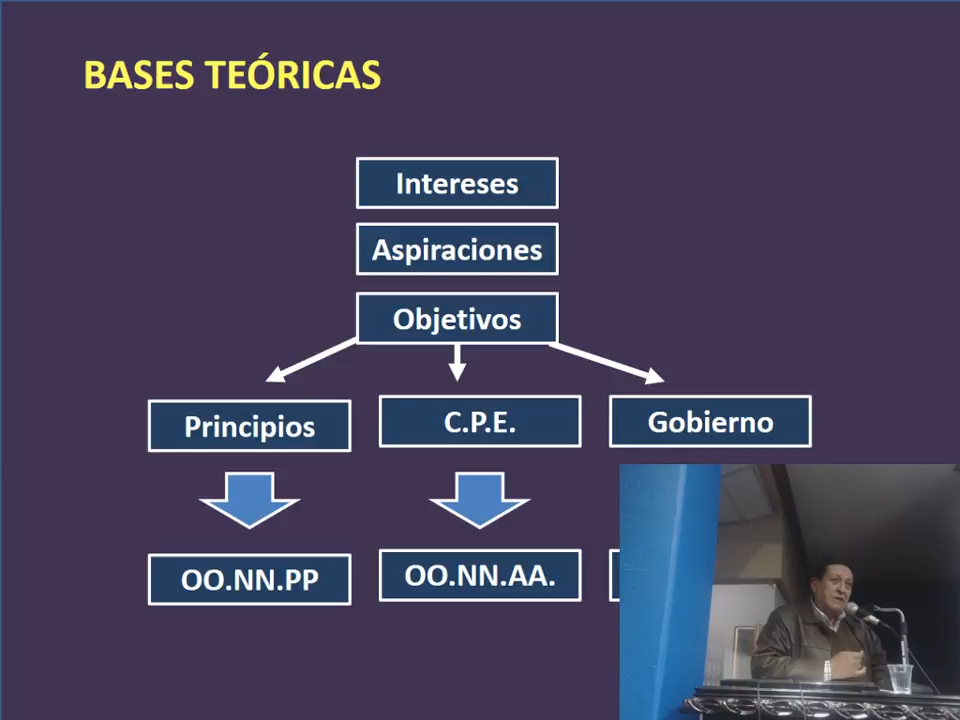 BASES TEÓRICAS
Intereses
Aspiraciones
Objetivos
Principios
C.P.E.
Gobierno
OO.NN.PP
OO.NN.AA.